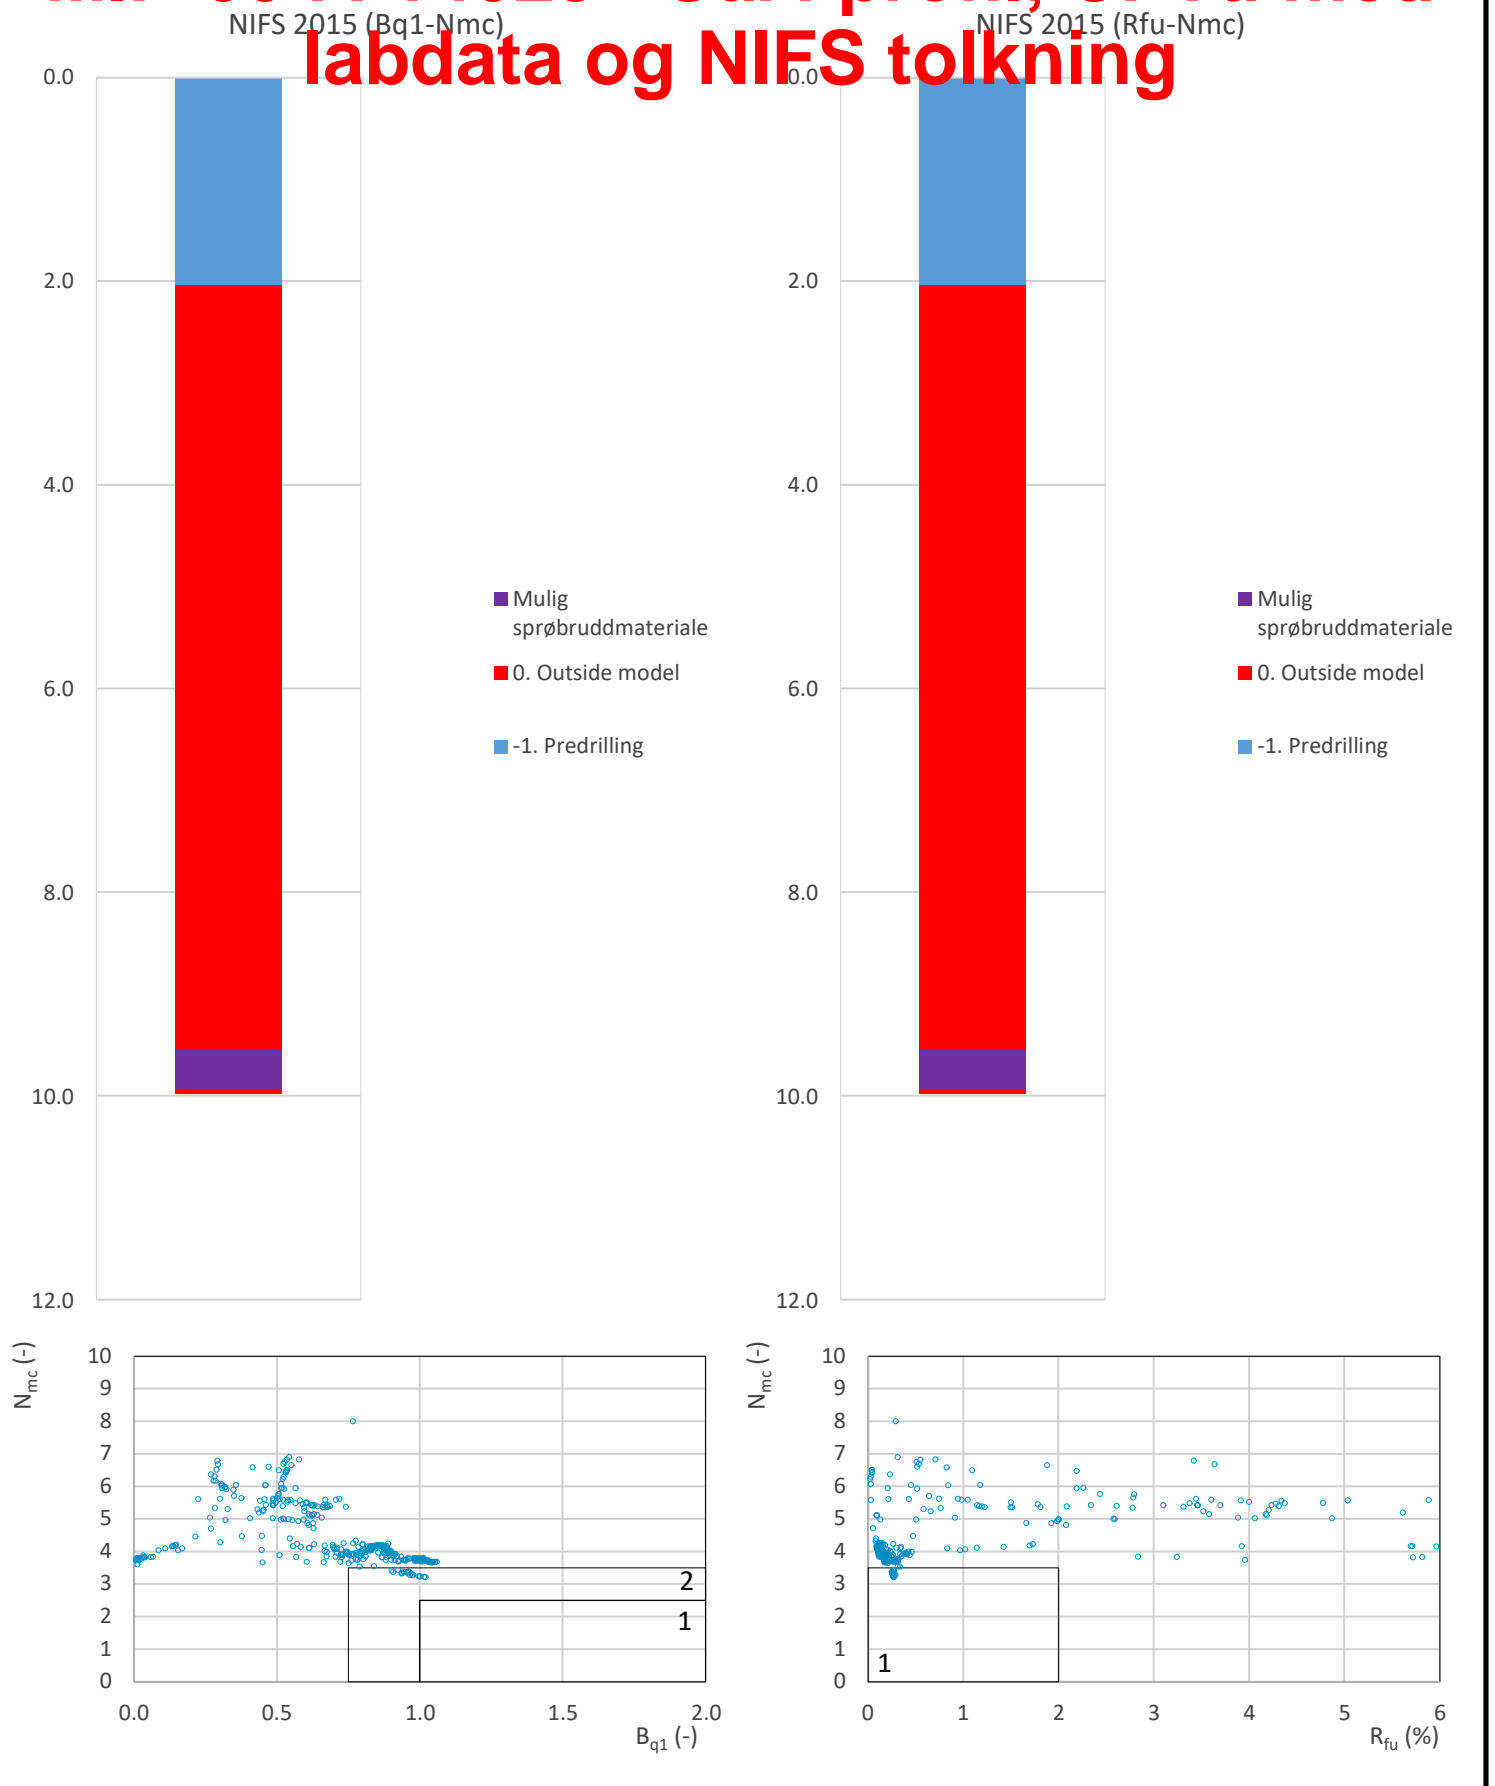 NIFS 2015 (Bq1-Nmc)
NIFS 2015 (Rfu-Nmc)
labdata og NIFS tolkning
0.0
2.0
4.0
6.0
8.0
10.0
12.0
Mulig
sprøbruddmateriale
0. Outside model
-1. Predrilling
0.0
2.0
4.0
6.0
8.0
10.0
12.0
Mulig
sprøbruddmateriale
0. Outside model
-1. Predrilling
Nmc (-)
10
9
8
7
6
5
4
3
2
1
0
2
1
0.0 0.5 1.0 1.5 2.0
Bq1 (-)
Nmc (-)
10
9
8
7
6
5
4
3
2
1
0
1
0 1 2 3 4 5 6
Rfu (%)